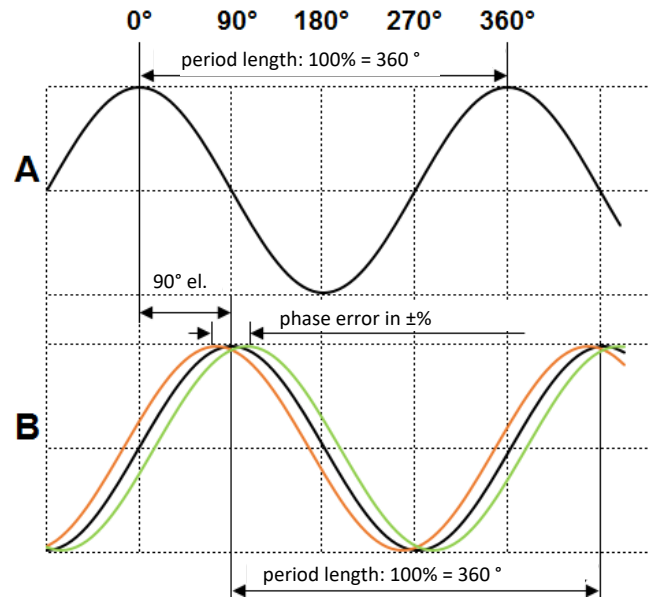 0° 90° 180° 270° 360°
period length: 100% = 360 °
A
90° el.
phase error in ±%
B
period length: 100% = 360 °